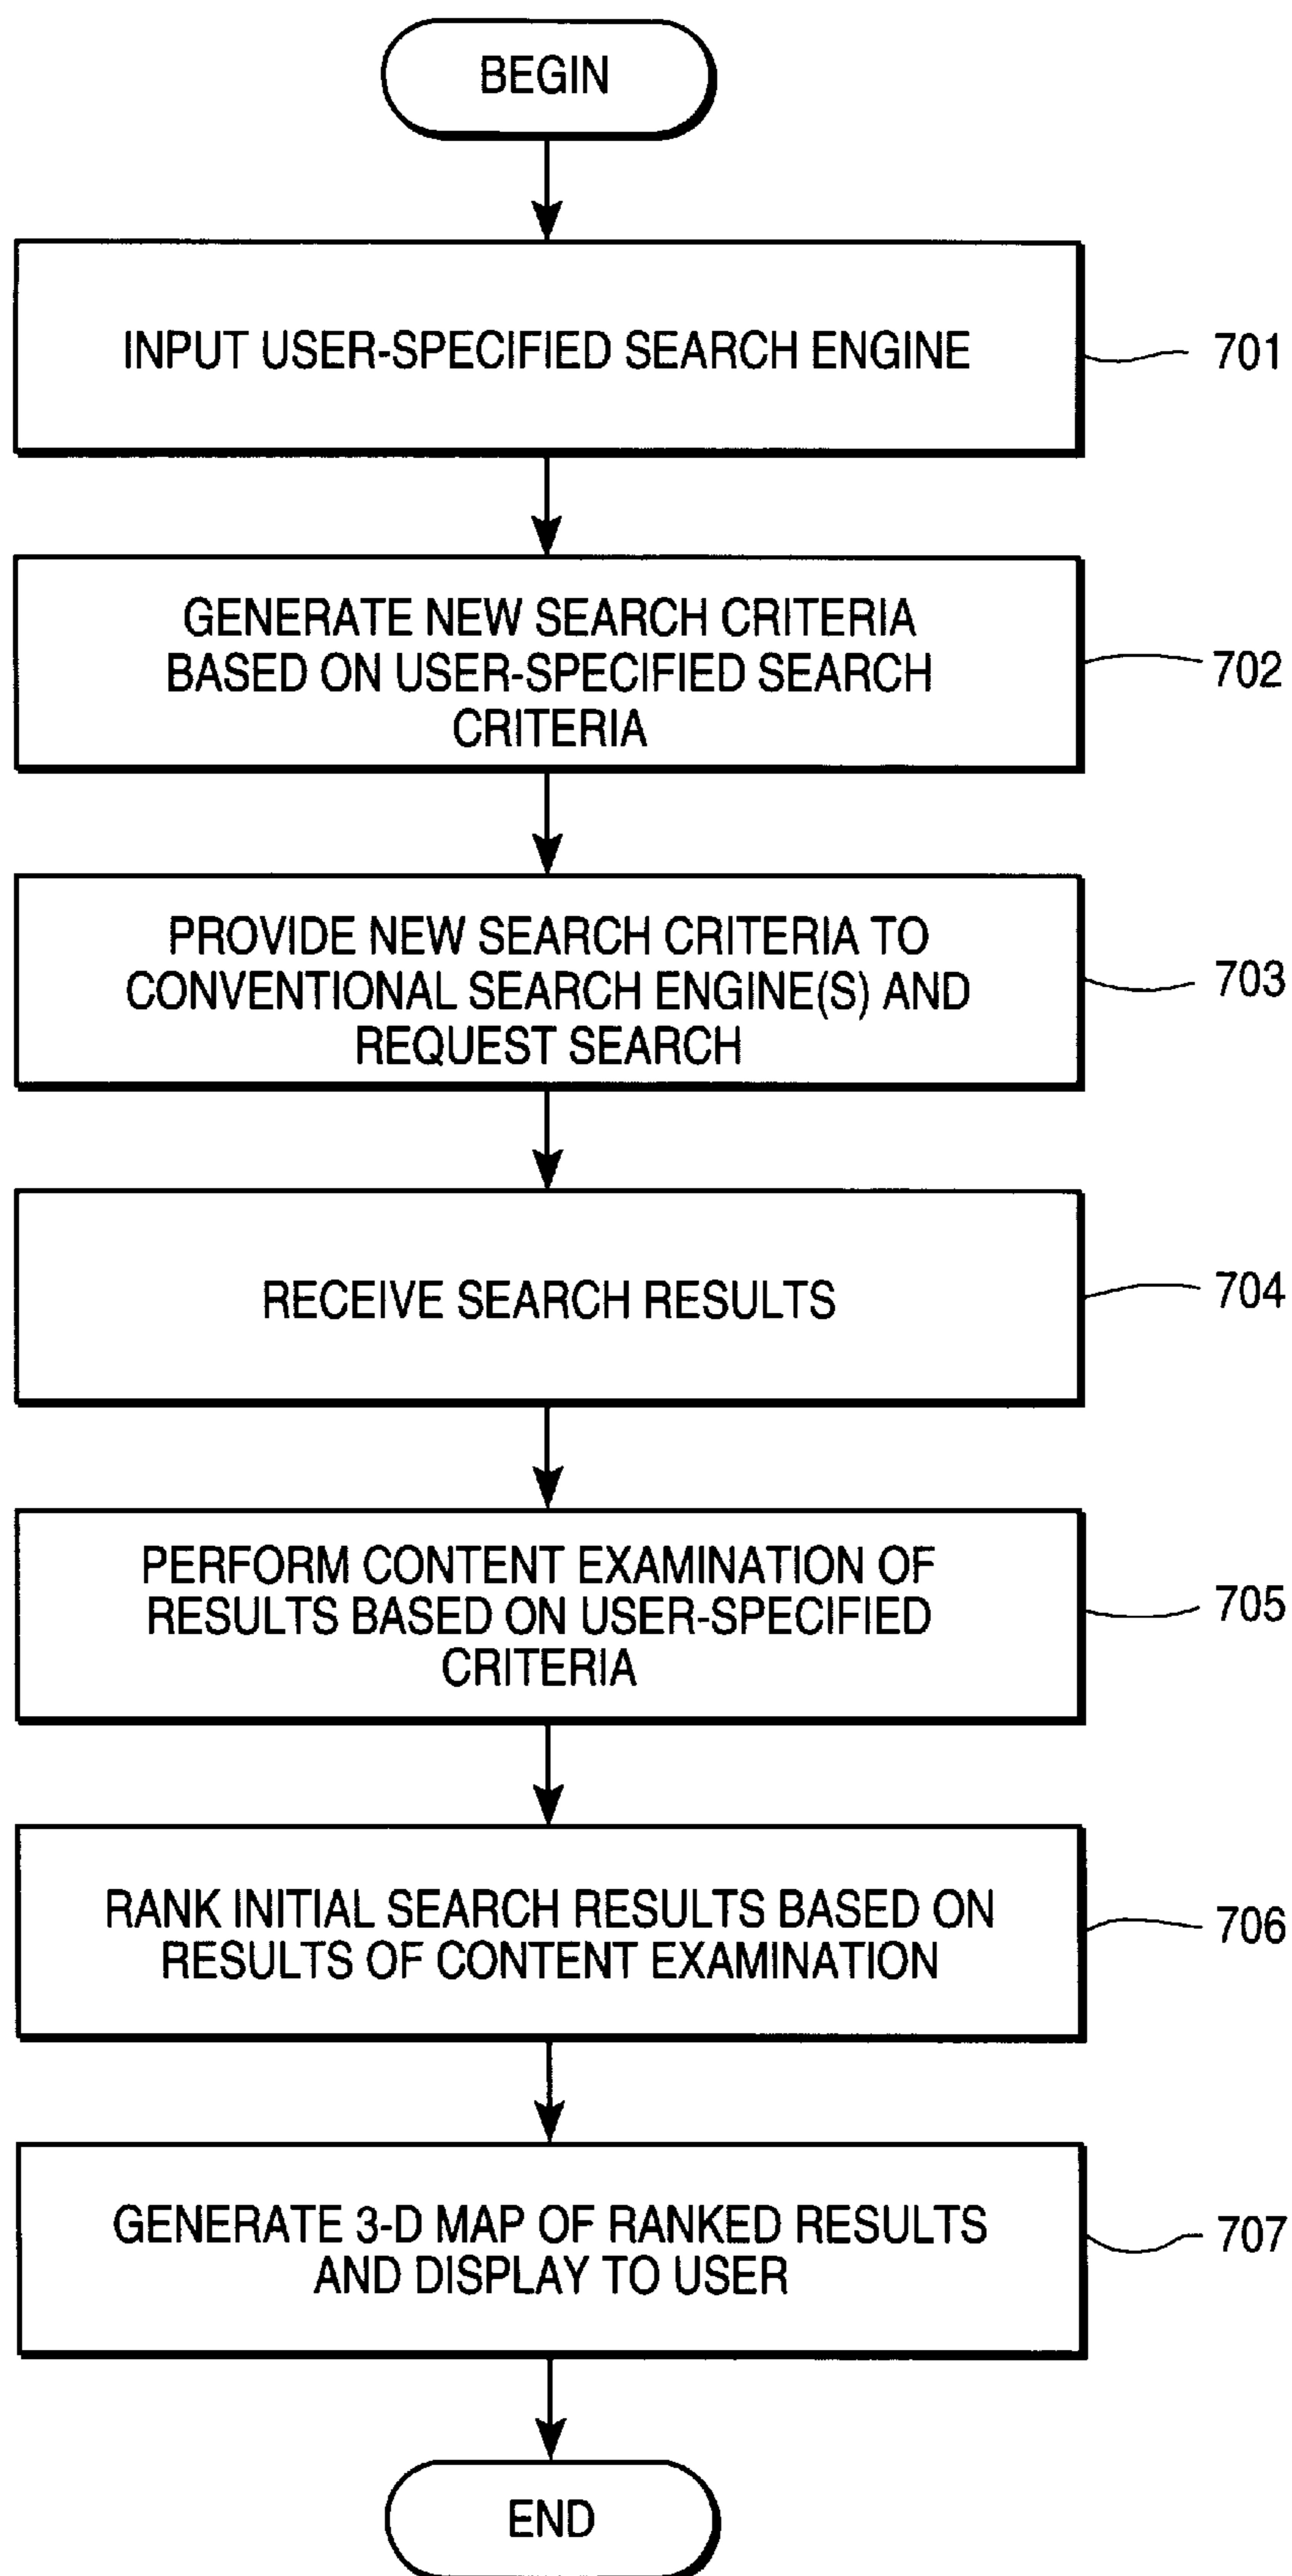 BEGIN
INPUT USER-SPECIFIED SEARCH ENGINE
701
GENERATE NEW SEARCH CRITERIA
BASED ON USER-SPECIFIED SEARCH
CRITERIA
702
PROVIDE NEW SEARCH CRITERIA TO
CONVENTIONAL SEARCH ENGINE(S) AND
REQUEST SEARCH
703
RECEIVE SEARCH RESULTS
704
PERFORM CONTENT EXAMINATION OF
RESULTS BASED ON USER-SPECIFIED
CRITERIA
705
RANK INITIAL SEARCH RESULTS BASED ON
RESULTS OF CONTENT EXAMINATION
706
GENERATE 3-D MAP OF RANKED RESULTS
AND DISPLAY TO USER
707
END